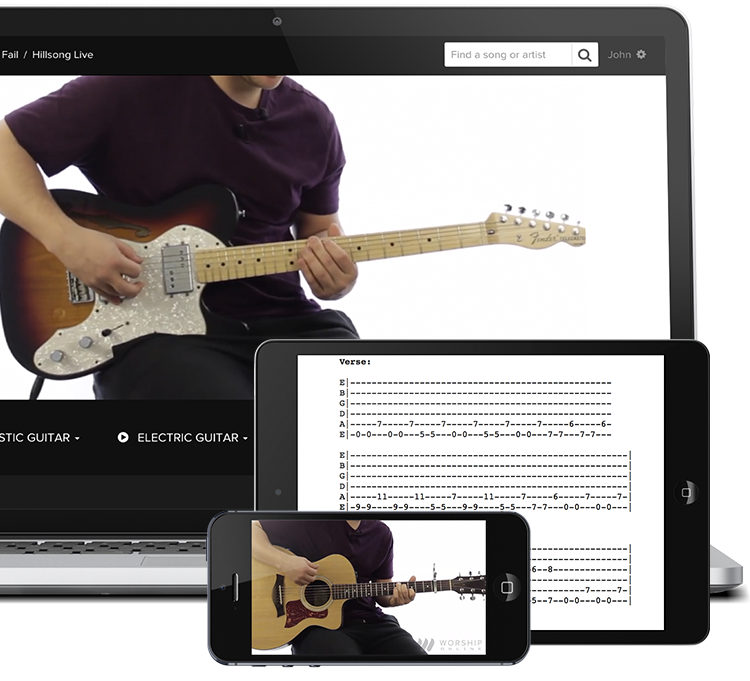 Fail / Hillsong Live
Find a song or artist
John
Fender
STIC GUITAR
ELECTRIC GUITAR
Verse:
E|-------------------------------------------------
B|-------------------------------------------------
G|-------------------------------------------------
D|-------------------------------------------------
A|-----7-----7-----7-----7-----7-----7-----6-----6-
E|-0-0---0-0---5-5---0-0---5-5---0-0---7-7---7-7---
E|----------------------------------------------------|
B|----------------------------------------------------|
G|----------------------------------------------------|
D|----------------------------------------------------|
A|-----11-----11-----7-----11-----7-----6-----7-----7-|
E|-9-9----9-9----5-5----9-9---5-5---7-7---0-0---0-0---|
------------------|
------------------|
6--8--------------|
------------------|
----------7-----7-|
5-7-0-0---0-0---|
WORSHIP
ONLINE